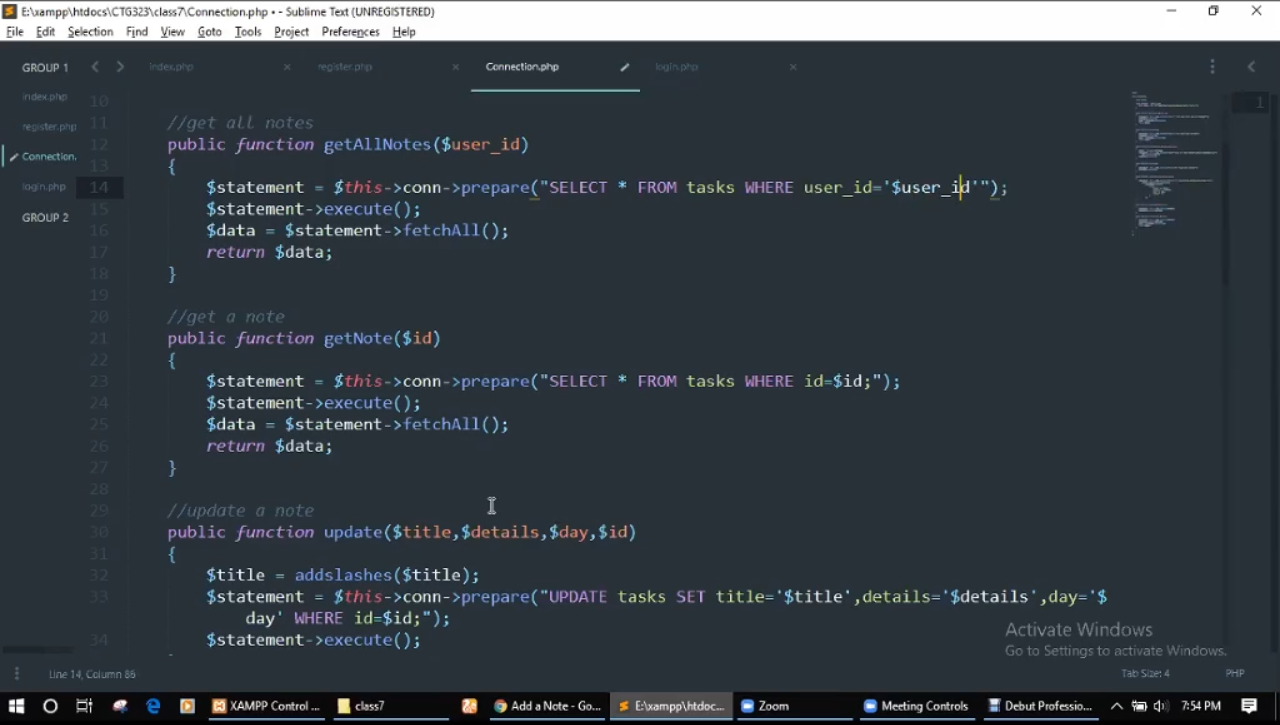 E:\xampp\htdocs\CTG323\class7\Connection.php • - Sublime Text (UNREGISTERED)
File Edit Selection Find View Goto Tools Project Preferences Help
GROUP 1
index.php
register.php
Connection.
login.php
GROUP 2
index.php register.php Connection.php login.php
10
11 //get all notes
12 public function getAllNotes($user_id)
13 {
14 $statement = $this->conn->prepare("SELECT * FROM tasks WHERE user_id='$user_id'");
15 $statement->execute();
16 $data = $statement->fetchAll();
17 return $data;
18 }
19
20 //get a note
21 public function getNote($id)
22 {
23 $statement = $this->conn->prepare("SELECT * FROM tasks WHERE id=$id;");
24 $statement->execute();
25 $data = $statement->fetchAll();
26 return $data;
27 }
28
29 //update a note
30 public function update($title,$details,$day,$id)
31 {
32 $title = addslashes($title);
33 $statement = $this->conn->prepare("UPDATE tasks SET title='$title',details='$details',day='$
day' WHERE id=$id;");
34 $statement->execute();
1
Activate Windows
Go to Settings to activate Windows.
Line 14, Column 86 Tab Size: 4 PHP
XAMPP Control ... class7 Add a Note - Go... E:\xampp\htdoc... Zoom Meeting Controls Debut Professio... 7:54 PM